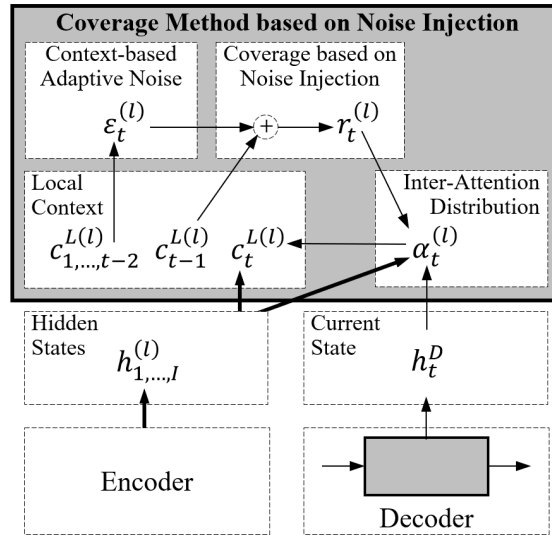 Coverage Method based on Noise Injection
Context-based
Adaptive Noise
ε_t^{(l)}
Coverage based on
Noise Injection
+
r_t^{(l)}
Local
Context
c_{1,…,t−2}^{L(l)}
c_{t−1}^{L(l)}
c_t^{L(l)}
Inter-Attention
Distribution
α_t^{(l)}
Hidden
States
h_{1,…,I}^{(l)}
Current
State
h_t^D
Encoder
Decoder